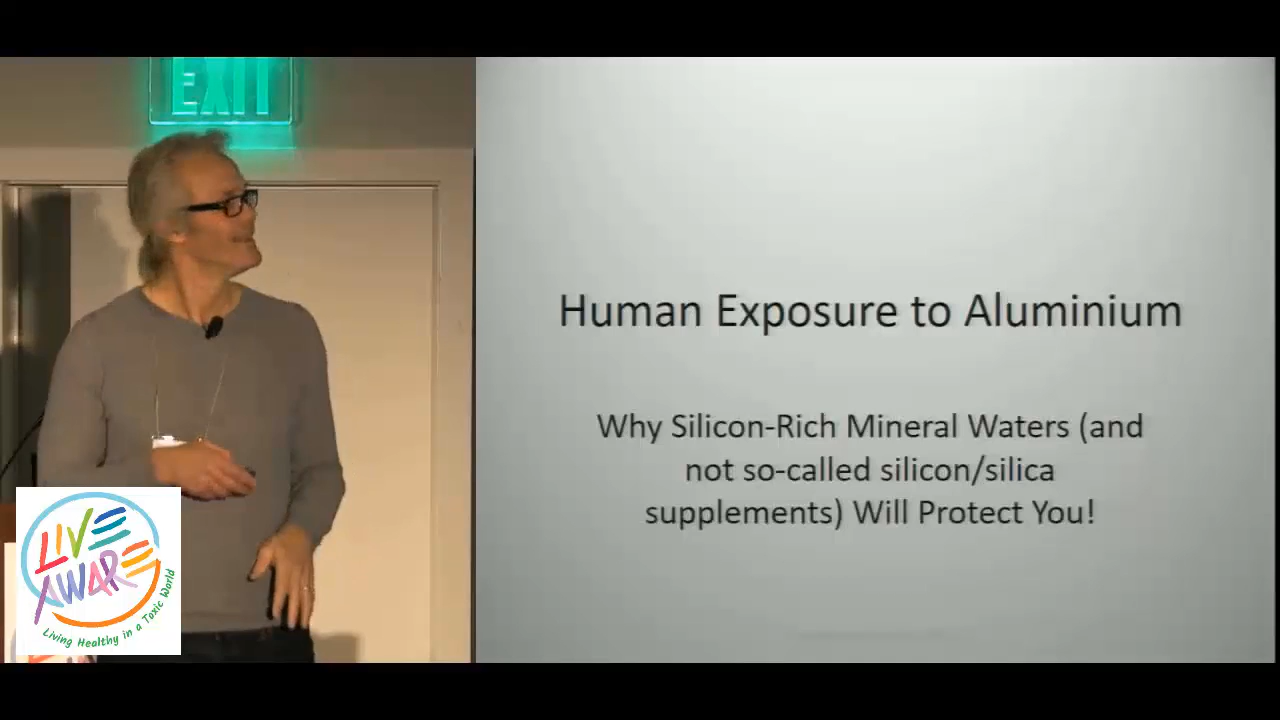 EXIT
Human Exposure to Aluminium
Why Silicon-Rich Mineral Waters (and
not so-called silicon/silica
supplements) Will Protect You!
LIVE
AWARE
Living Healthy in a Toxic World